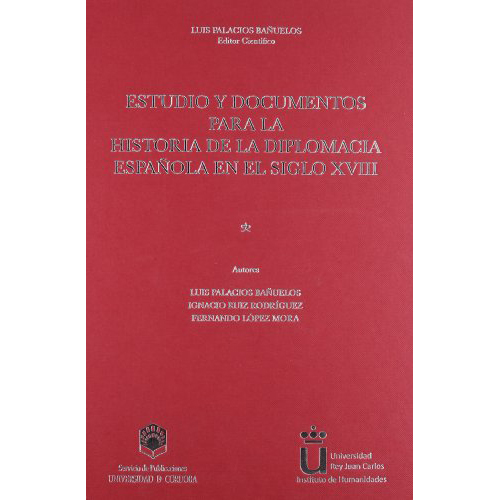 LUIS PALACIOS BAÑUELOS
Editor Científico
ESTUDIO Y DOCUMENTOS
PARA LA
HISTORIA DE LA DIPLOMACIA
ESPAÑOLA EN EL SIGLO XVIII
Autores
LUIS PALACIOS BAÑUELOS
IGNACIO RUIZ RODRÍGUEZ
FERNANDO LÓPEZ MORA
Servicio de Publicaciones
UNIVERSIDAD DE CÓRDOBA
Universidad
Rey Juan Carlos
Instituto de Humanidades